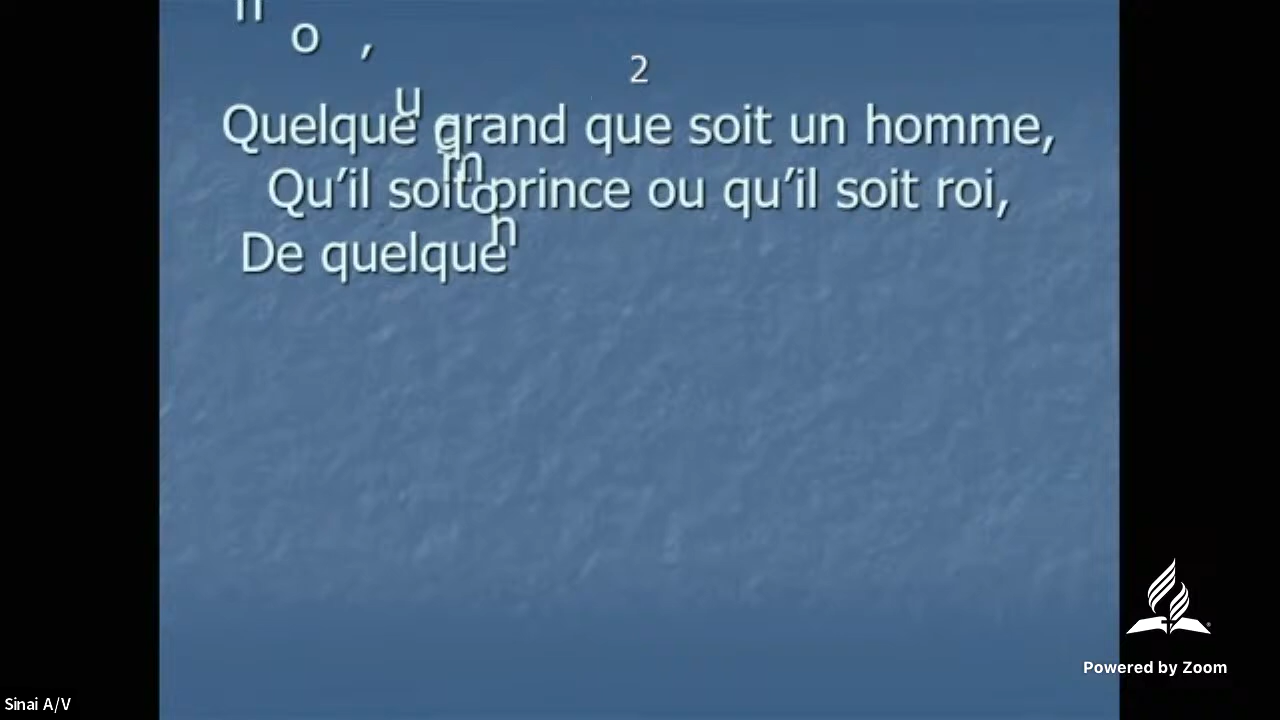 2
Quelque grand que soit un homme,
Qu’il soit prince ou qu’il soit roi,
De quelque
Powered by Zoom
Sinai A/V